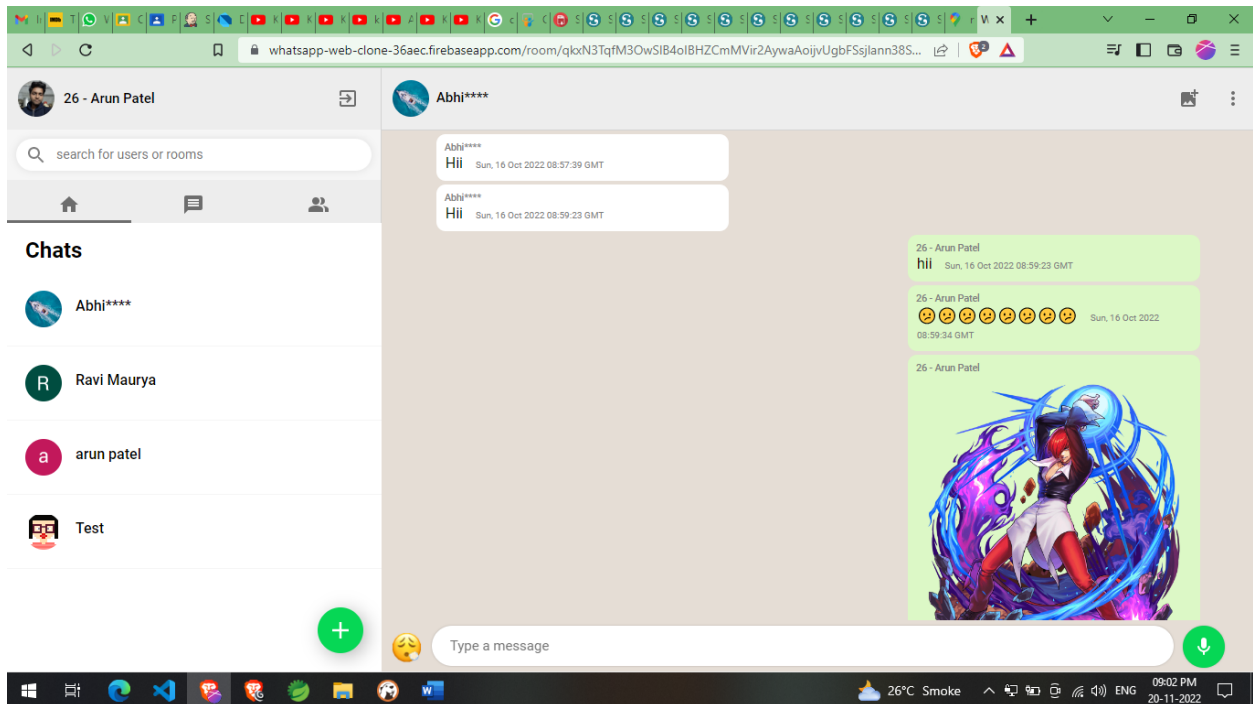 whatsapp-web-clone-36aec.firebaseapp.com/room/
26 - Arun Patel
search for users or rooms
Chats
Abhi****
Ravi Maurya
arun patel
Test
Abhi****
Abhi****
Hii Sun, 16 Oct 2022 08:57:39 GMT
Abhi****
Hii Sun, 16 Oct 2022 08:59:23 GMT
26 - Arun Patel
hii Sun, 16 Oct 2022 08:59:23 GMT
26 - Arun Patel
😕😕😕😕😕😕😕😕 Sun, 16 Oct 2022
08:59:34 GMT
26 - Arun Patel
Type a message
26°C Smoke
ENG
09:02 PM
20-11-2022